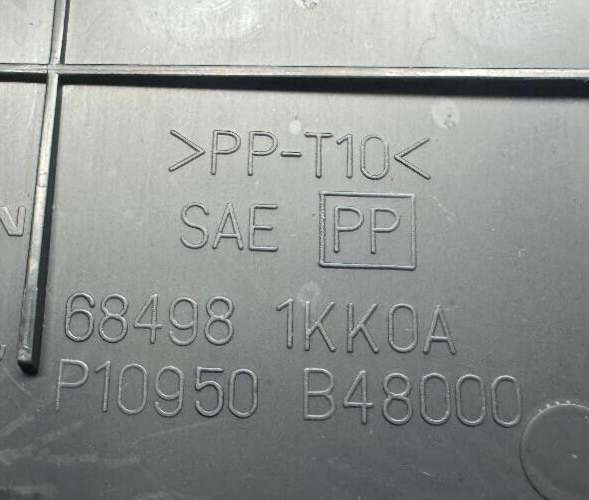 >PP-T10<
SAE PP
N
68498 1KK0A
P10950 B48000